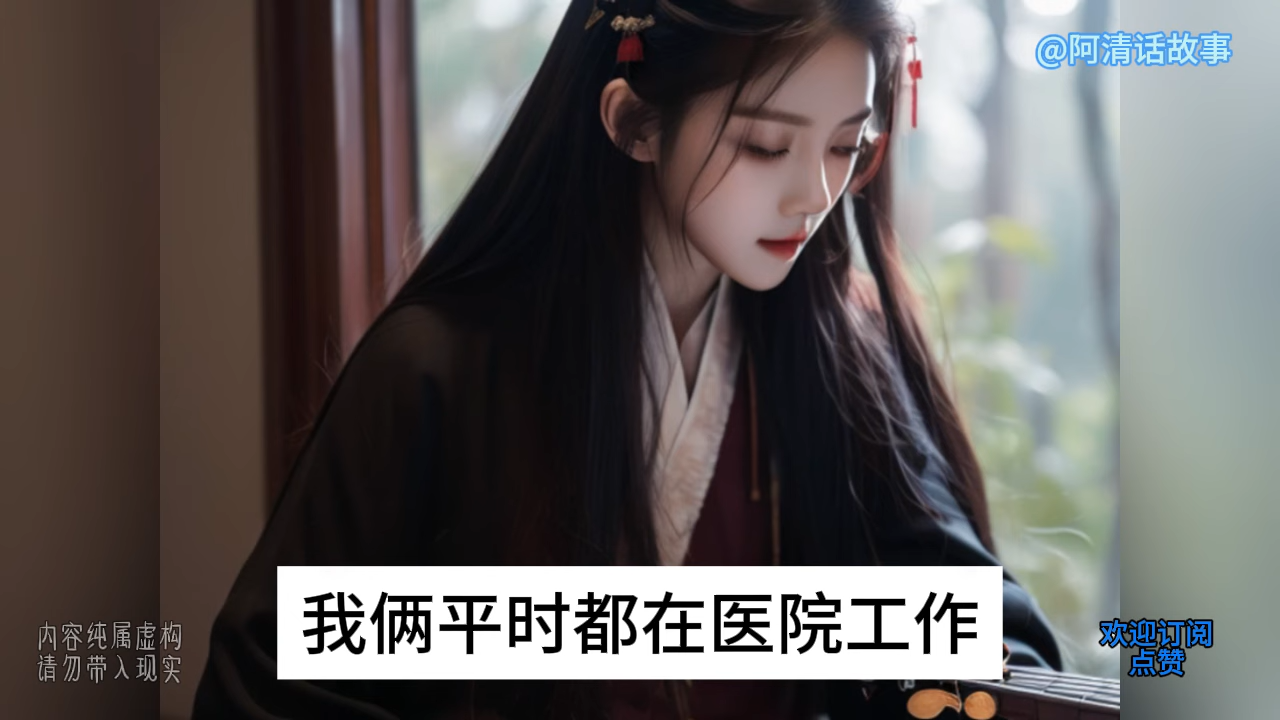 @阿清话故事
我俩平时都在医院工作
内容纯属虚构
请勿带入现实
欢迎订阅
点赞